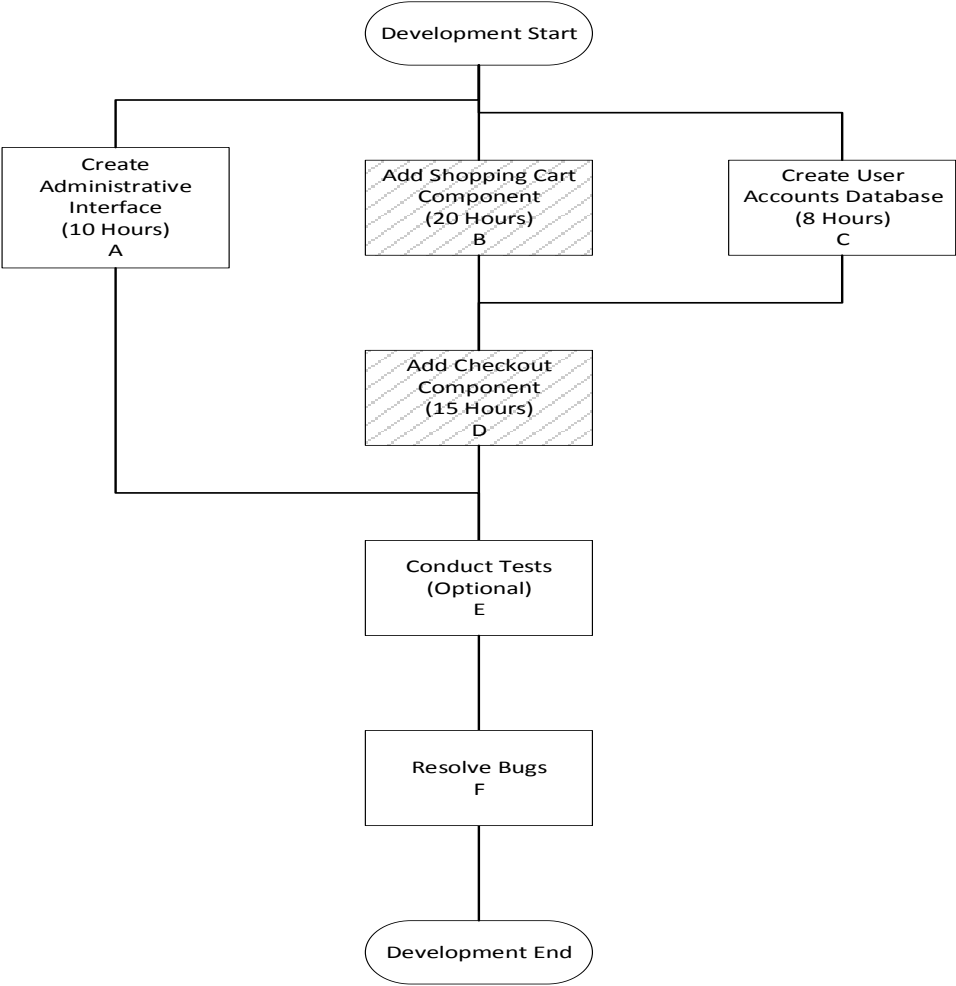 Development Start
Create
Administrative
Interface
(10 Hours)
A
Add Shopping Cart
Component
(20 Hours)
B
Create User
Accounts Database
(8 Hours)
C
Add Checkout
Component
(15 Hours)
D
Conduct Tests
(Optional)
E
Resolve Bugs
F
Development End